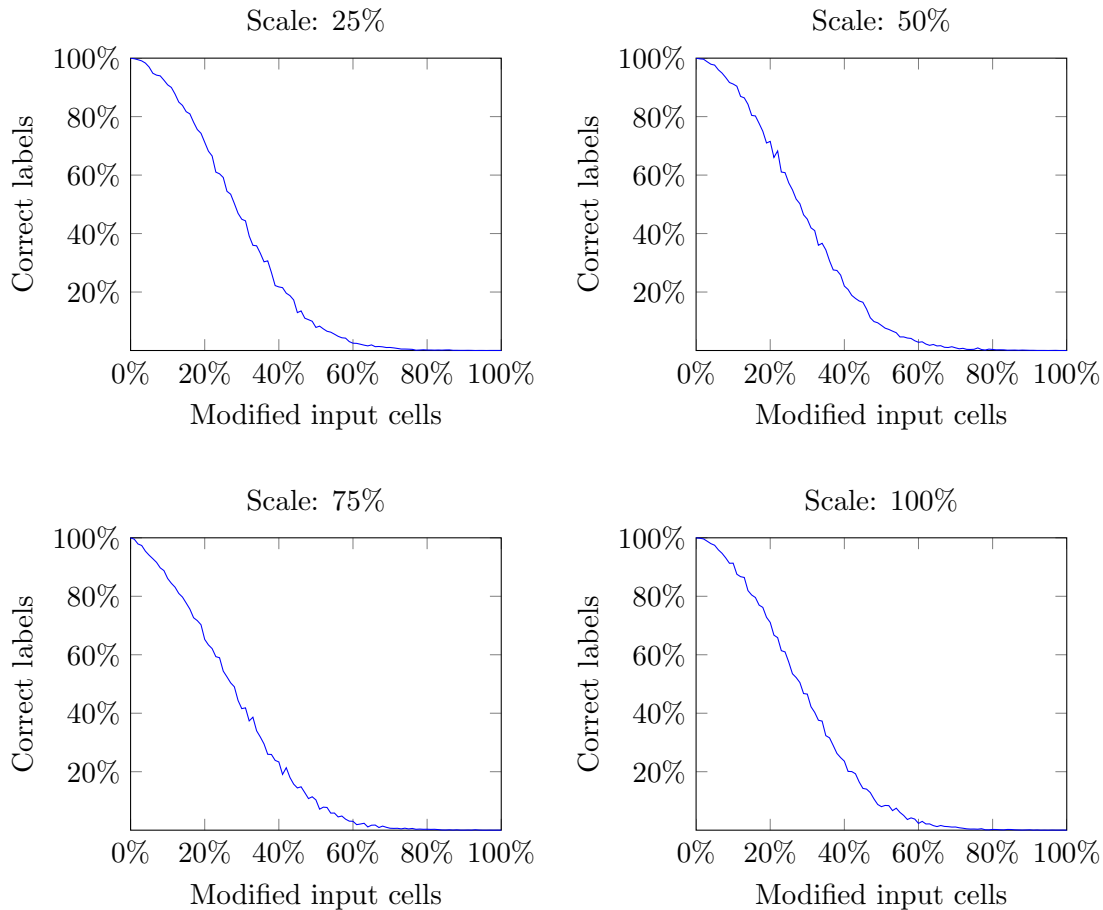 Scale: 25%
100%
80%
60%
40%
20%
Correct labels
0% 20% 40% 60% 80% 100%
Modified input cells
Scale: 50%
100%
80%
60%
40%
20%
Correct labels
0% 20% 40% 60% 80% 100%
Modified input cells
Scale: 75%
100%
80%
60%
40%
20%
Correct labels
0% 20% 40% 60% 80% 100%
Modified input cells
Scale: 100%
100%
80%
60%
40%
20%
Correct labels
0% 20% 40% 60% 80% 100%
Modified input cells